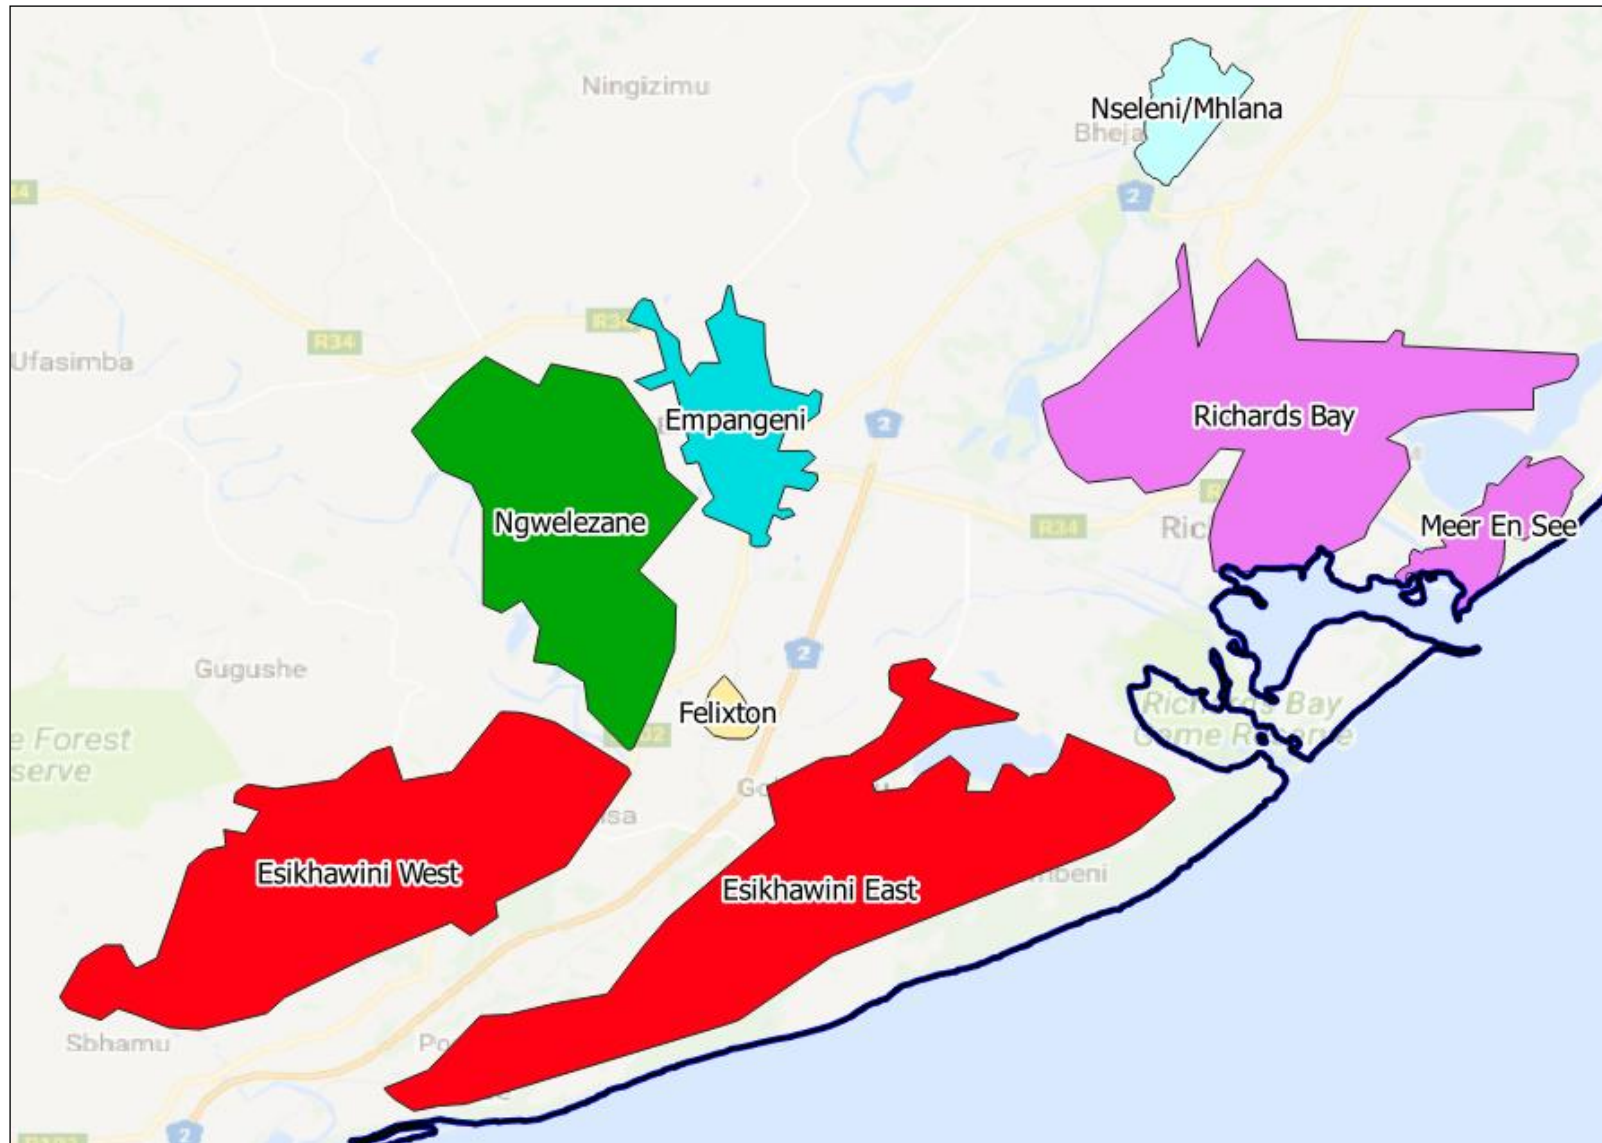 Ningizimu
Nseleni/Mhlana
Bheja
2
R34
R34
Ufasimba
Richards Bay
Empangeni
2
Meer En See
Ngwelezane
R34
2
Gugushe
Felixton
Richards Bay
Game Reserve
e Forest
serve
Esikhawini West
Esikhawini East
Sbhamu
2